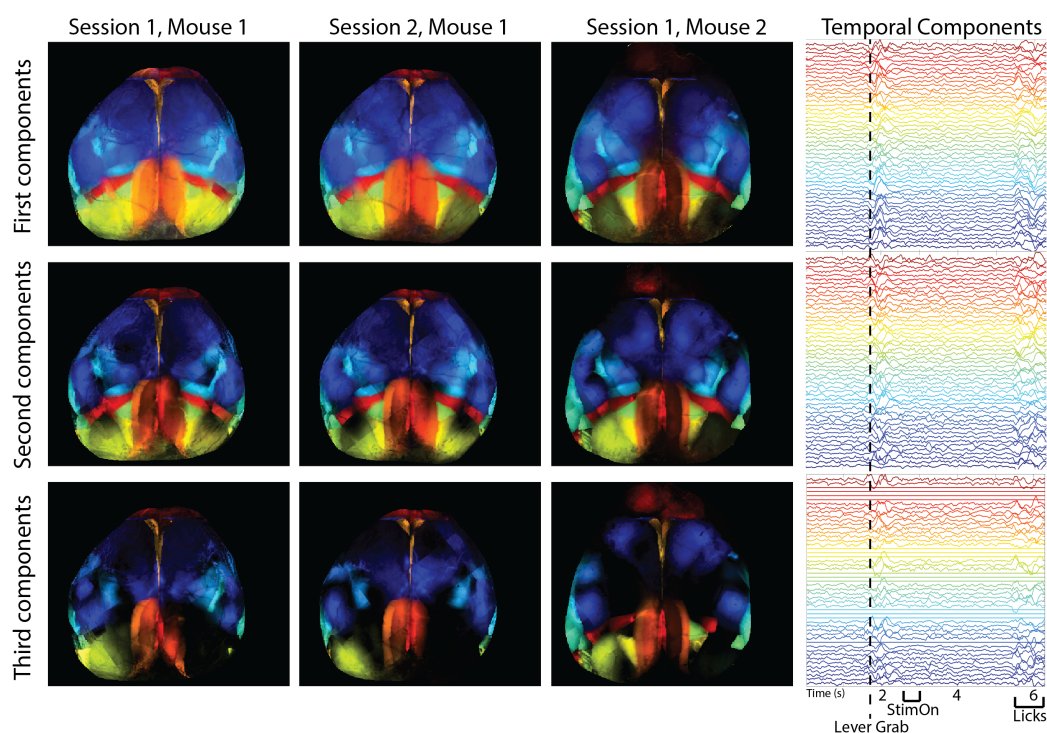 Session 1, Mouse 1
Session 2, Mouse 1
Session 1, Mouse 2
Temporal Components
First components
Second components
Third components
Time (s)
2
4
6
StimOn
Licks
Lever Grab